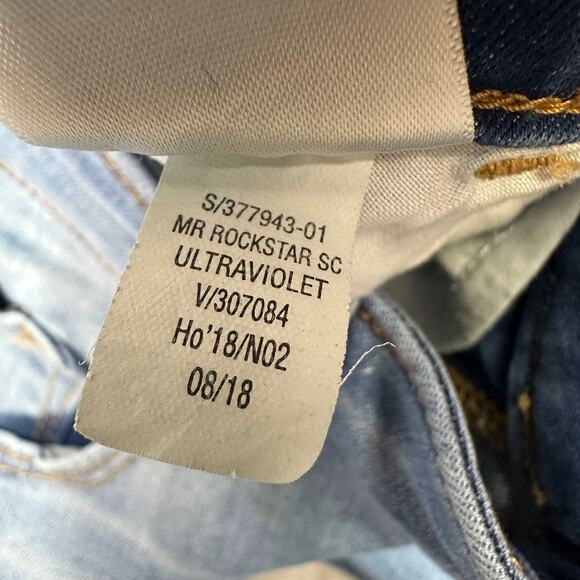 S/377943-01
MR ROCKSTAR SC
ULTRAVIOLET
V/307084
Ho'18/N02
08/18